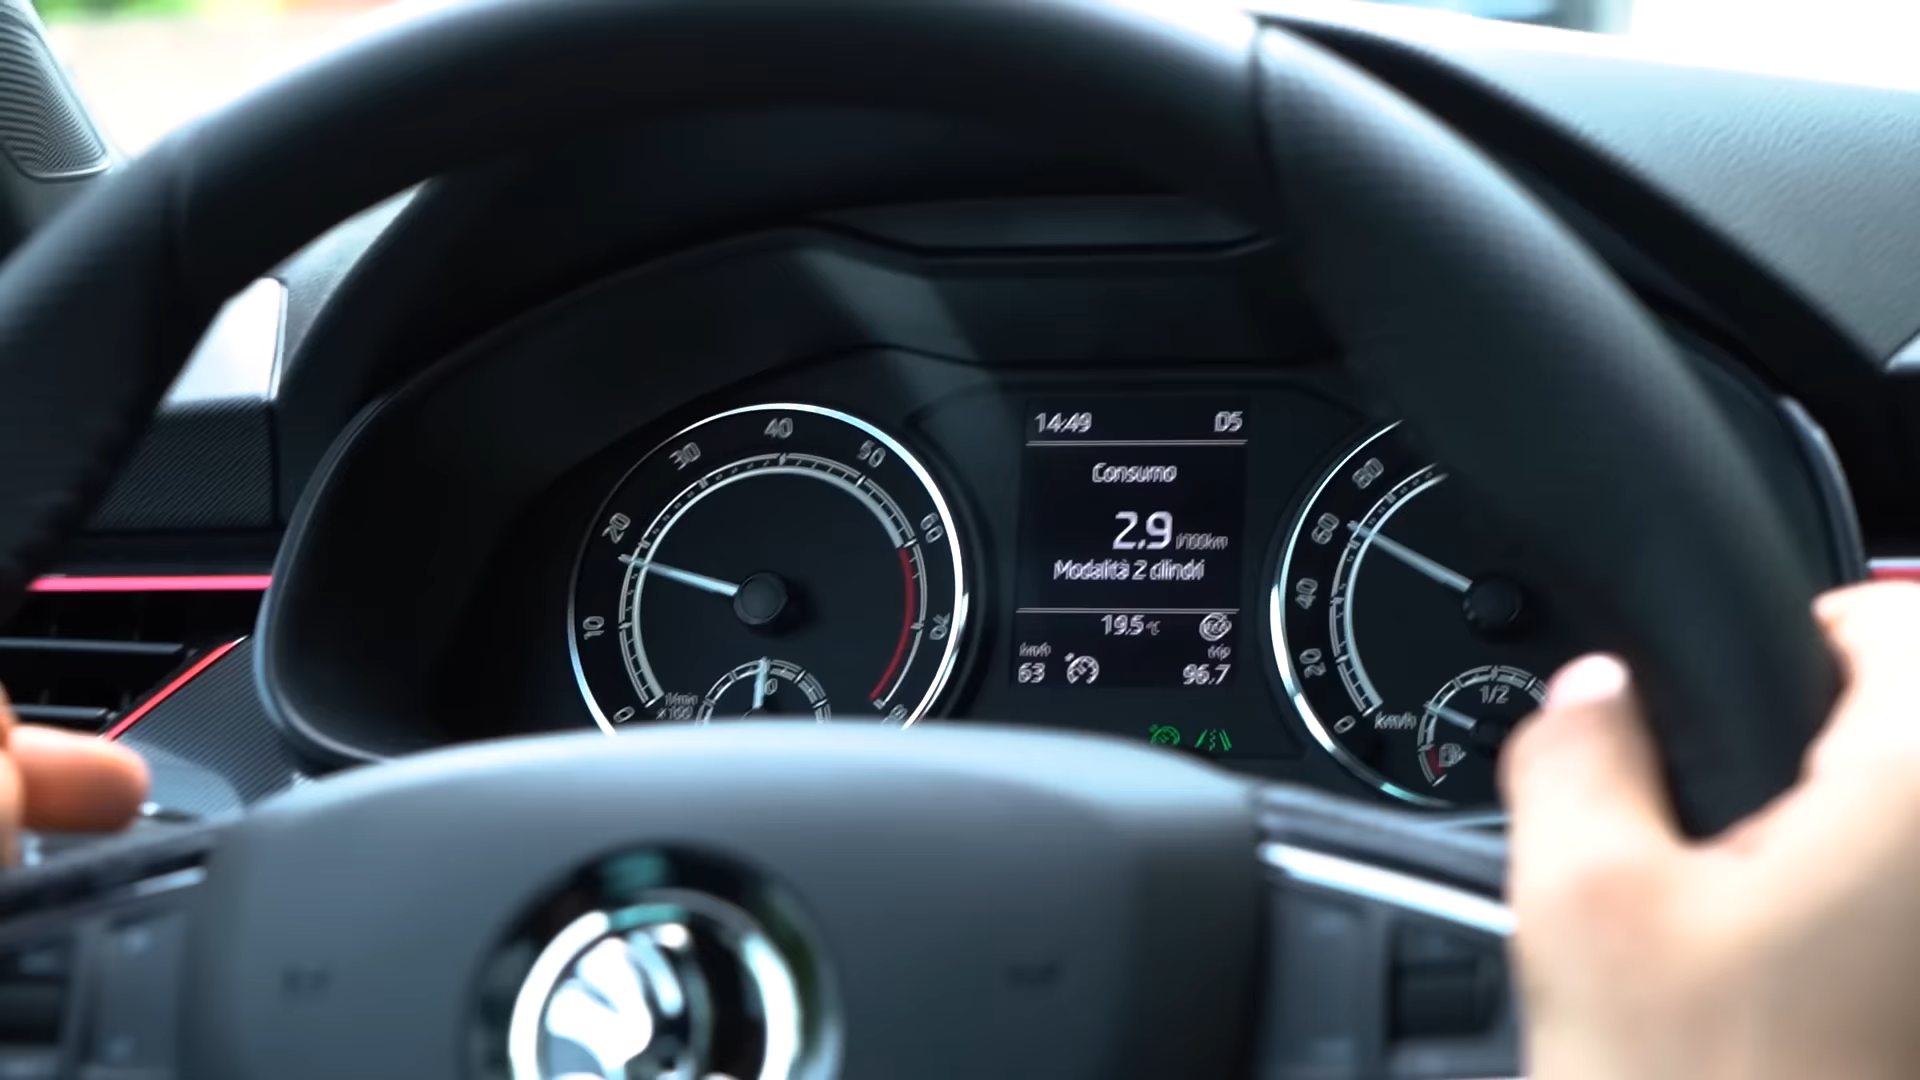 40
30
50
20
60
10
70
0
1/min
x100
14:49 D5
Consumo
2.9 l/100km
Modalità 2 cilindri
19.5 °C
km/h
63
trip
96.7
80
60
40
20
0
km/h
1/2